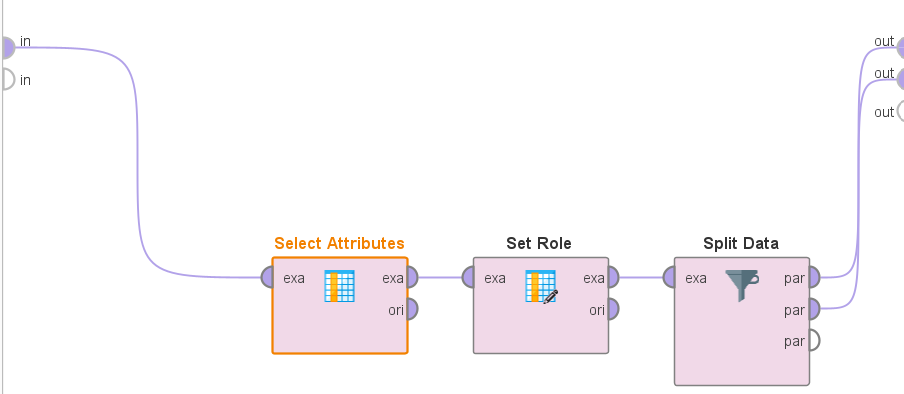 in
in
out
out
out
Select Attributes
exa
exa
ori
Set Role
exa
exa
ori
Split Data
exa
par
par
par